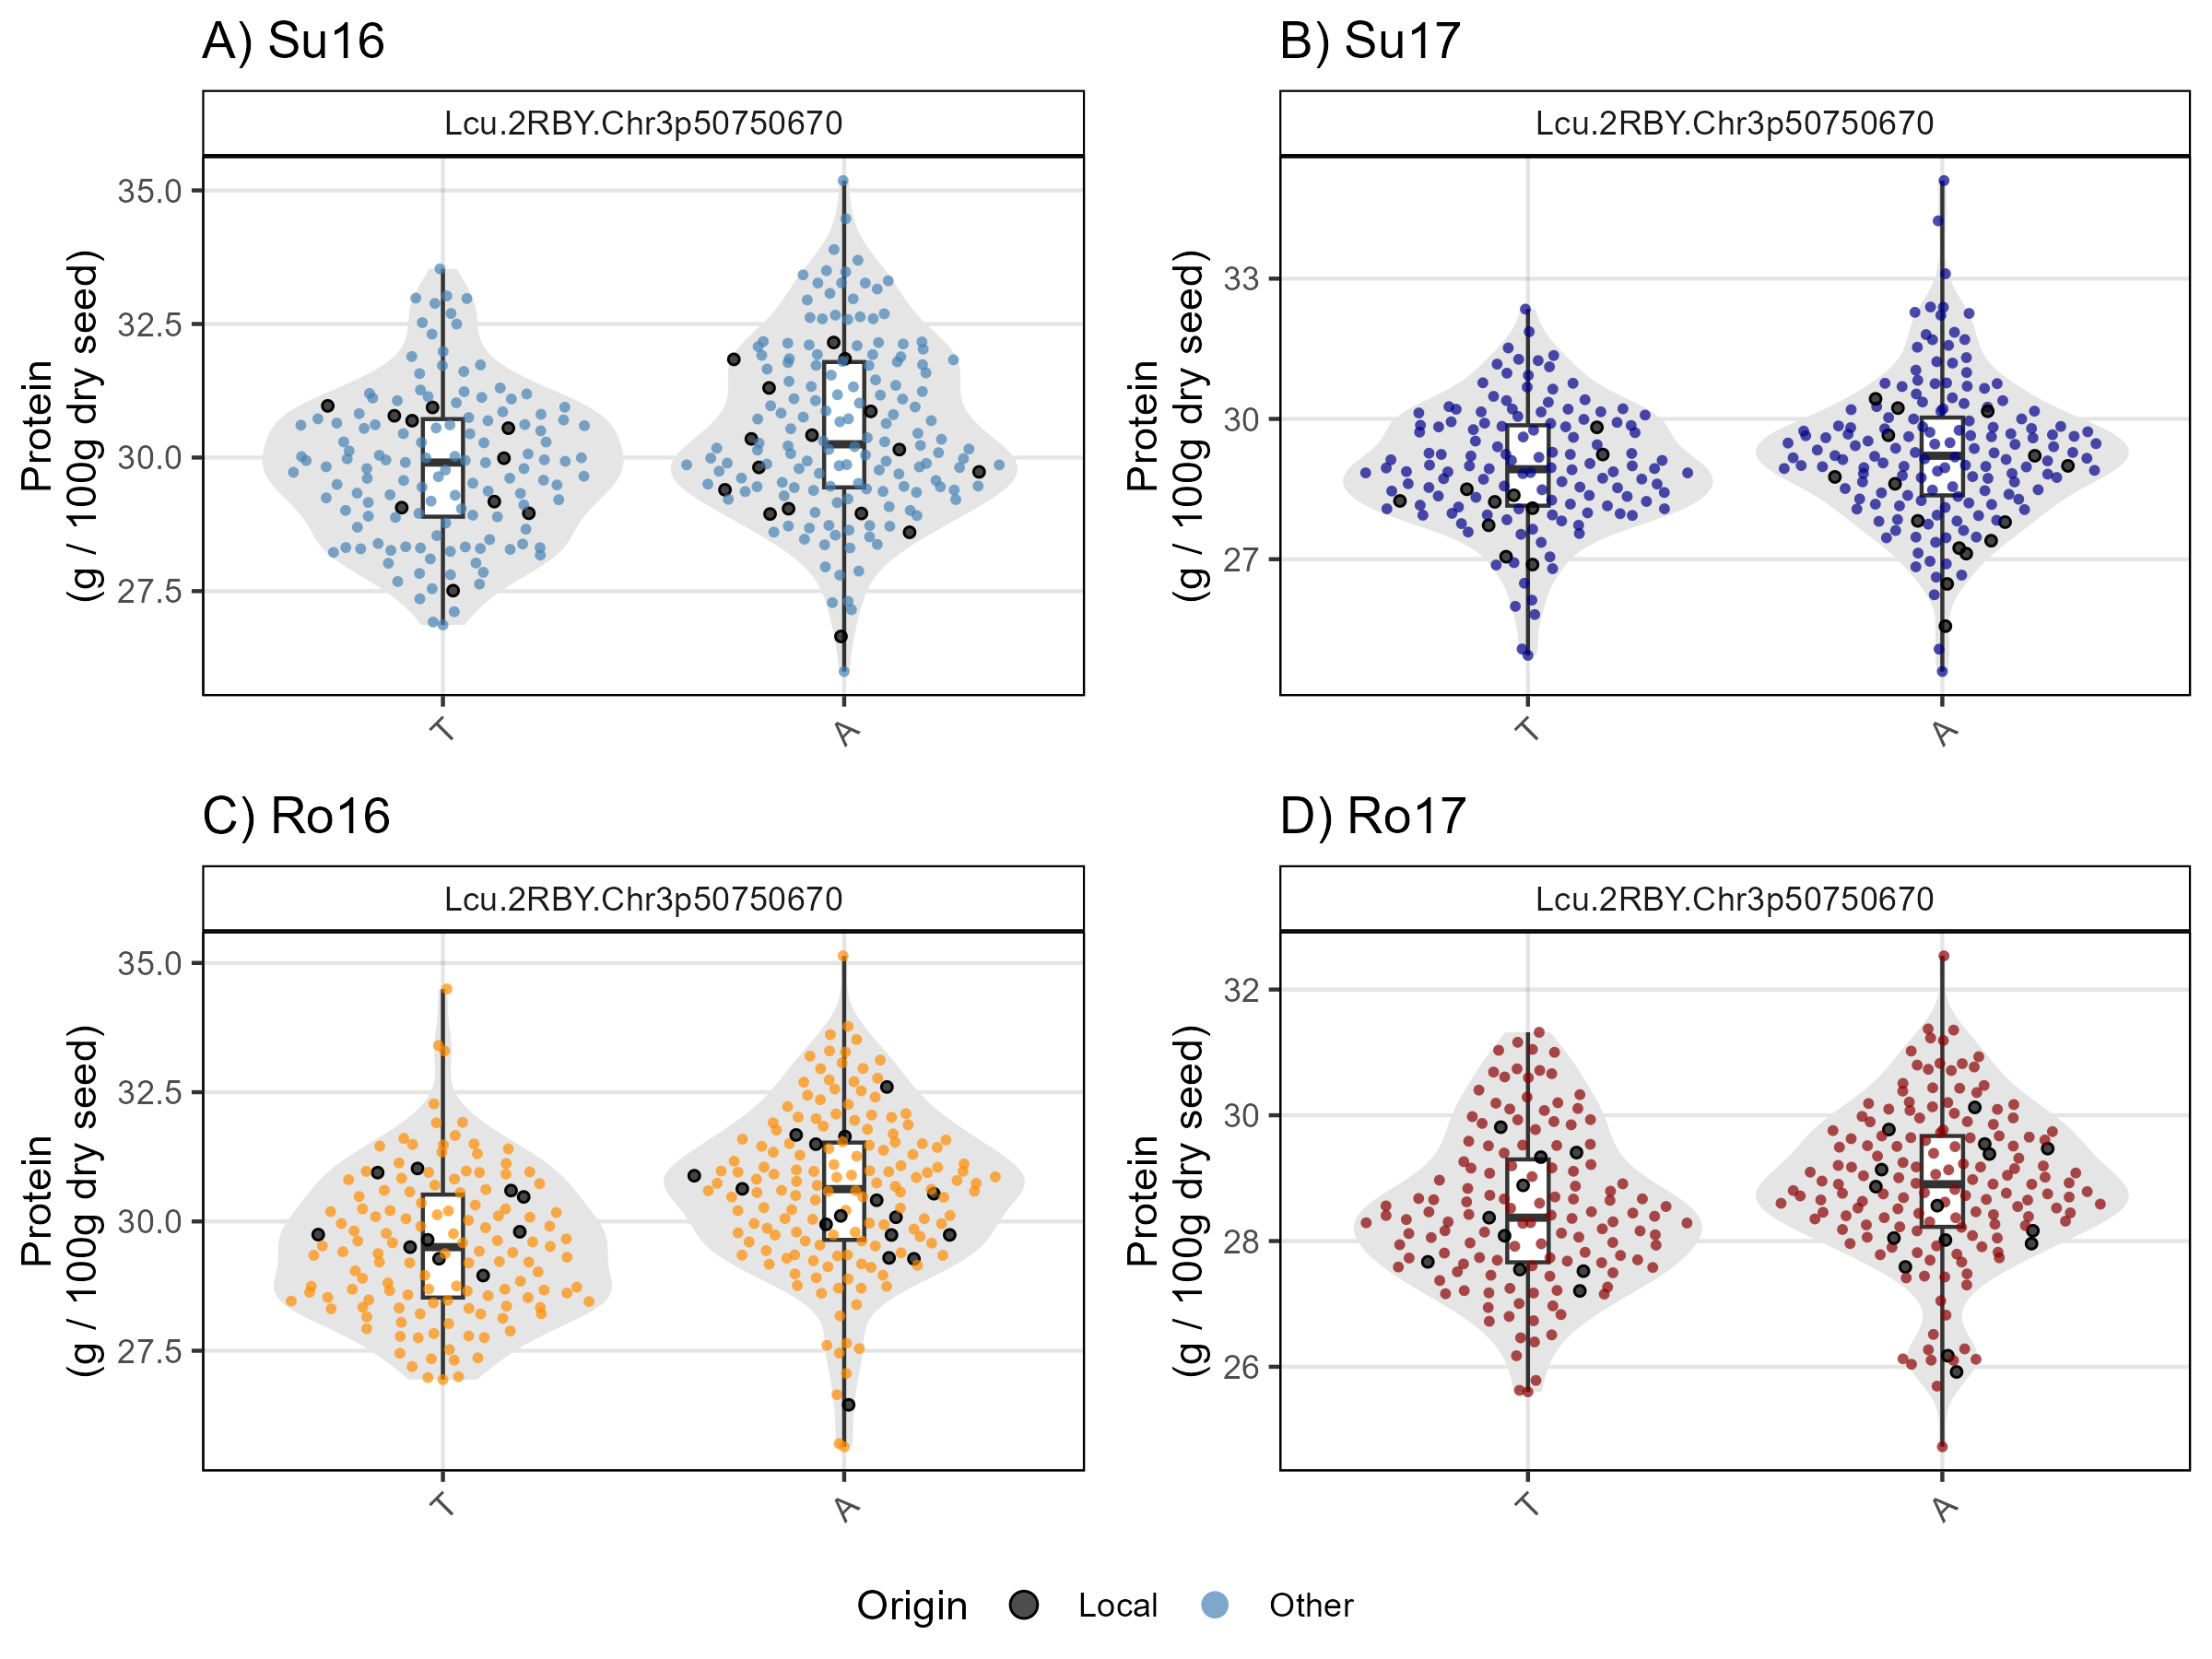 A) Su16
Lcu.2RBY.Chr3p50750670
Protein
(g / 100g dry seed)
35.0
32.5
30.0
27.5
T
A
B) Su17
Lcu.2RBY.Chr3p50750670
Protein
(g / 100g dry seed)
33
30
27
T
A
C) Ro16
Lcu.2RBY.Chr3p50750670
Protein
(g / 100g dry seed)
35.0
32.5
30.0
27.5
T
A
D) Ro17
Lcu.2RBY.Chr3p50750670
Protein
(g / 100g dry seed)
32
30
28
26
T
A
Origin Local Other